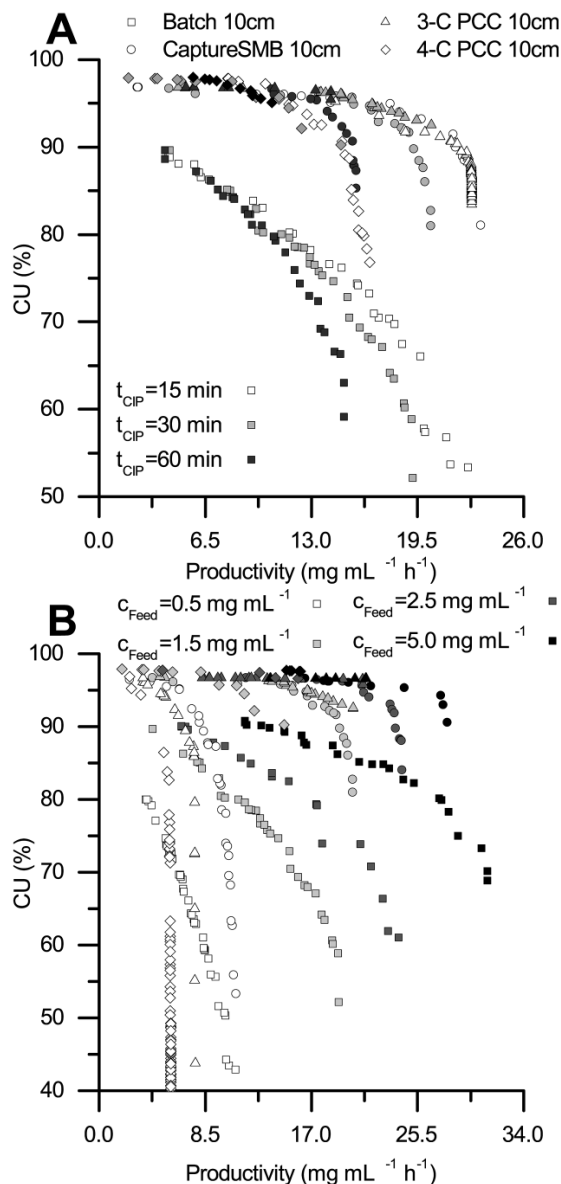 A
Batch 10cm 3-C PCC 10cm
CaptureSMB 10cm 4-C PCC 10cm
100
90
80
70
60
50
CU (%)
t_CIP=15 min
t_CIP=30 min
t_CIP=60 min
0.0 6.5 13.0 19.5 26.0
Productivity (mg mL ⁻¹ h⁻¹)
B
c_Feed=0.5 mg mL ⁻¹ c_Feed=2.5 mg mL ⁻¹
c_Feed=1.5 mg mL ⁻¹ c_Feed=5.0 mg mL ⁻¹
100
90
80
70
60
50
40
CU (%)
0.0 8.5 17.0 25.5 34.0
Productivity (mg mL ⁻¹ h⁻¹)